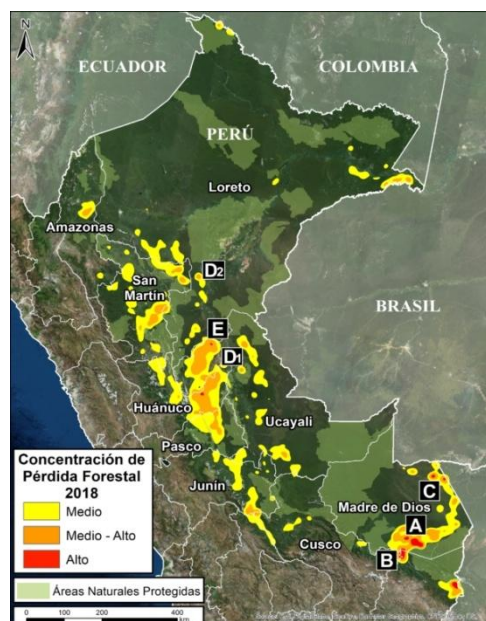 N
ECUADOR
COLOMBIA
PERÚ
Loreto
Amazonas
San
Martín
D2
BRASIL
E
D1
Huánuco
Ucayali
Pasco
Concentración de
Pérdida Forestal
2018
Medio
Medio - Alto
Alto
Junín
C
Madre de Dios
A
Cusco
B
Áreas Naturales Protegidas
0 100 200 400
km